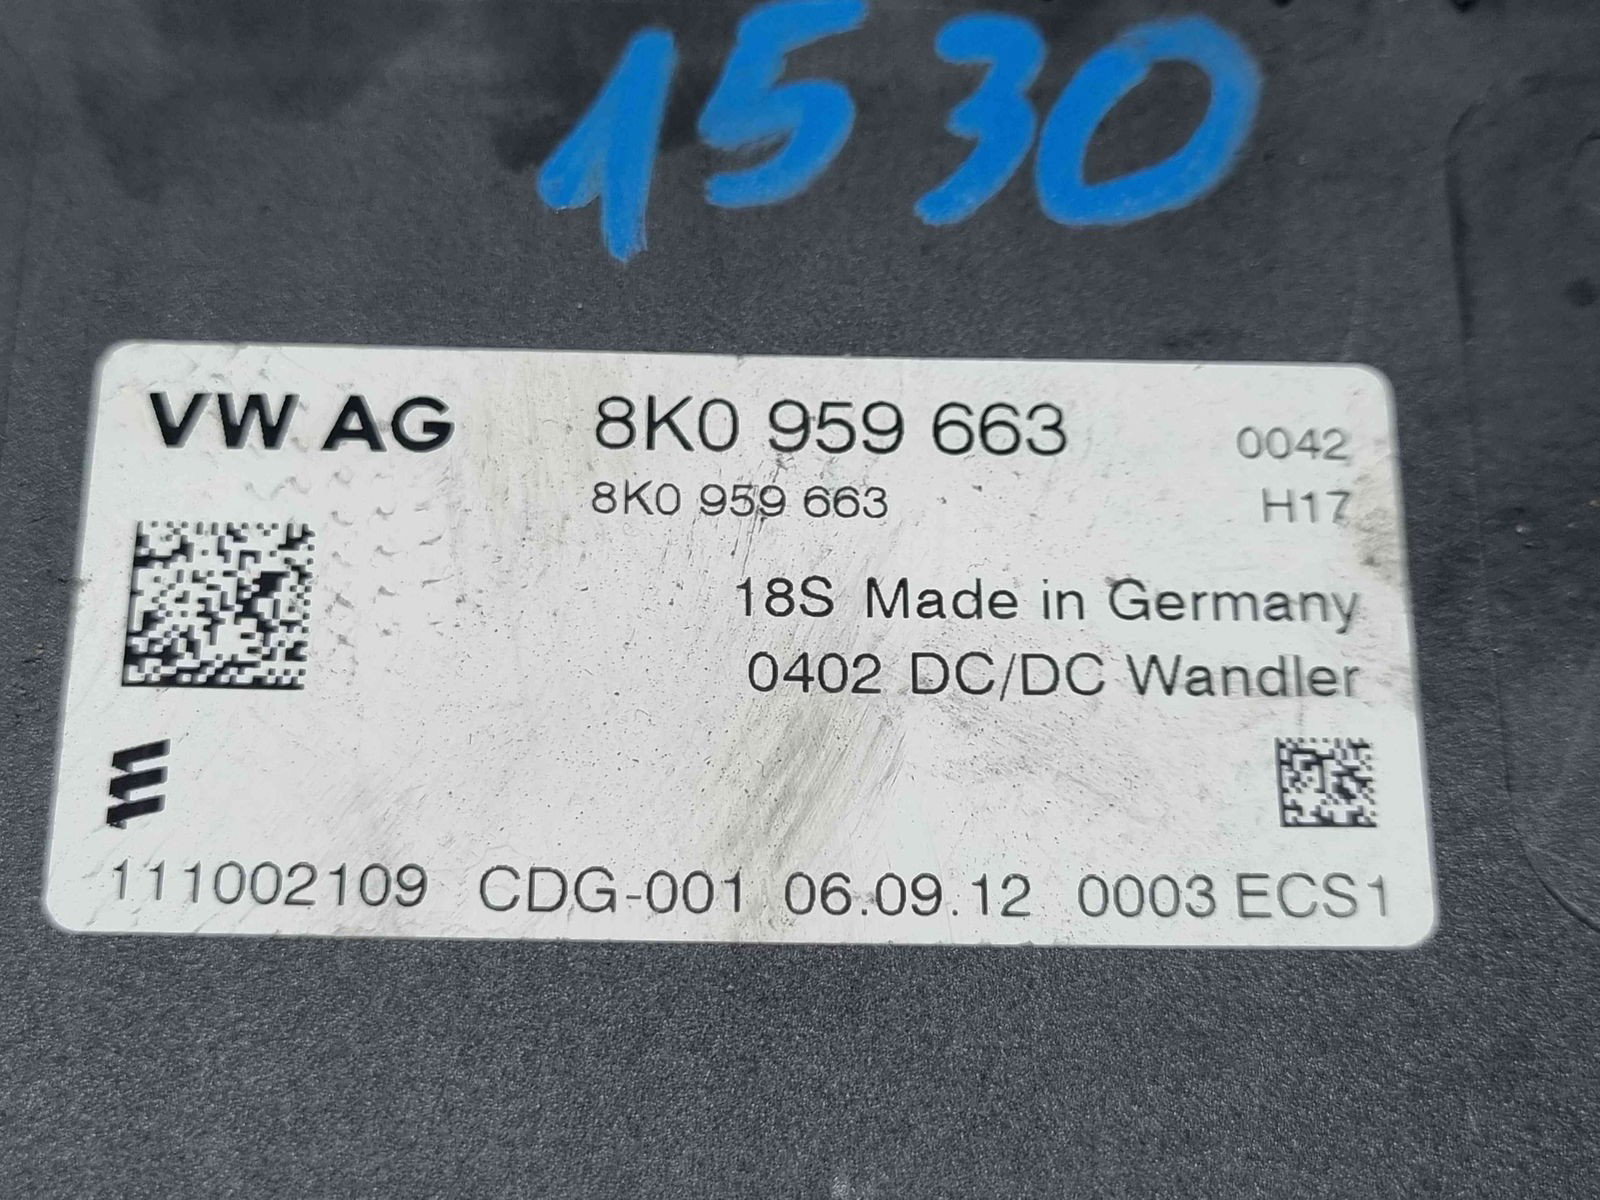 1530
VW AG 8K0 959 663 0042
8K0 959 663 H17
18S Made in Germany
0402 DC/DC Wandler
111002109 CDG-001 06.09.12 0003 ECS1